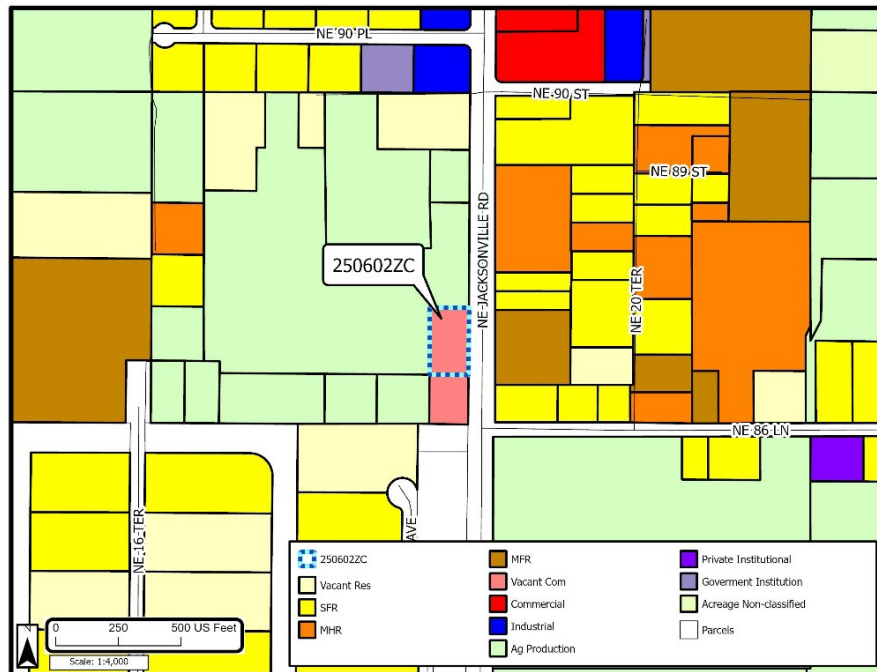 NE 90 PL
NE 90 ST
NE 89 ST
NE JACKSONVILLE RD
250602ZC
NE 20 TER
NE 86 LN
NE 16 TER
AVE
250602ZC
Vacant Res
SFR
MHR
MFR
Vacant Com
Commercial
Industrial
Ag Production
Private Institutional
Goverment Institution
Acreage Non-classified
Parcels
N
0 250 500 US Feet
Scale: 1:4,000